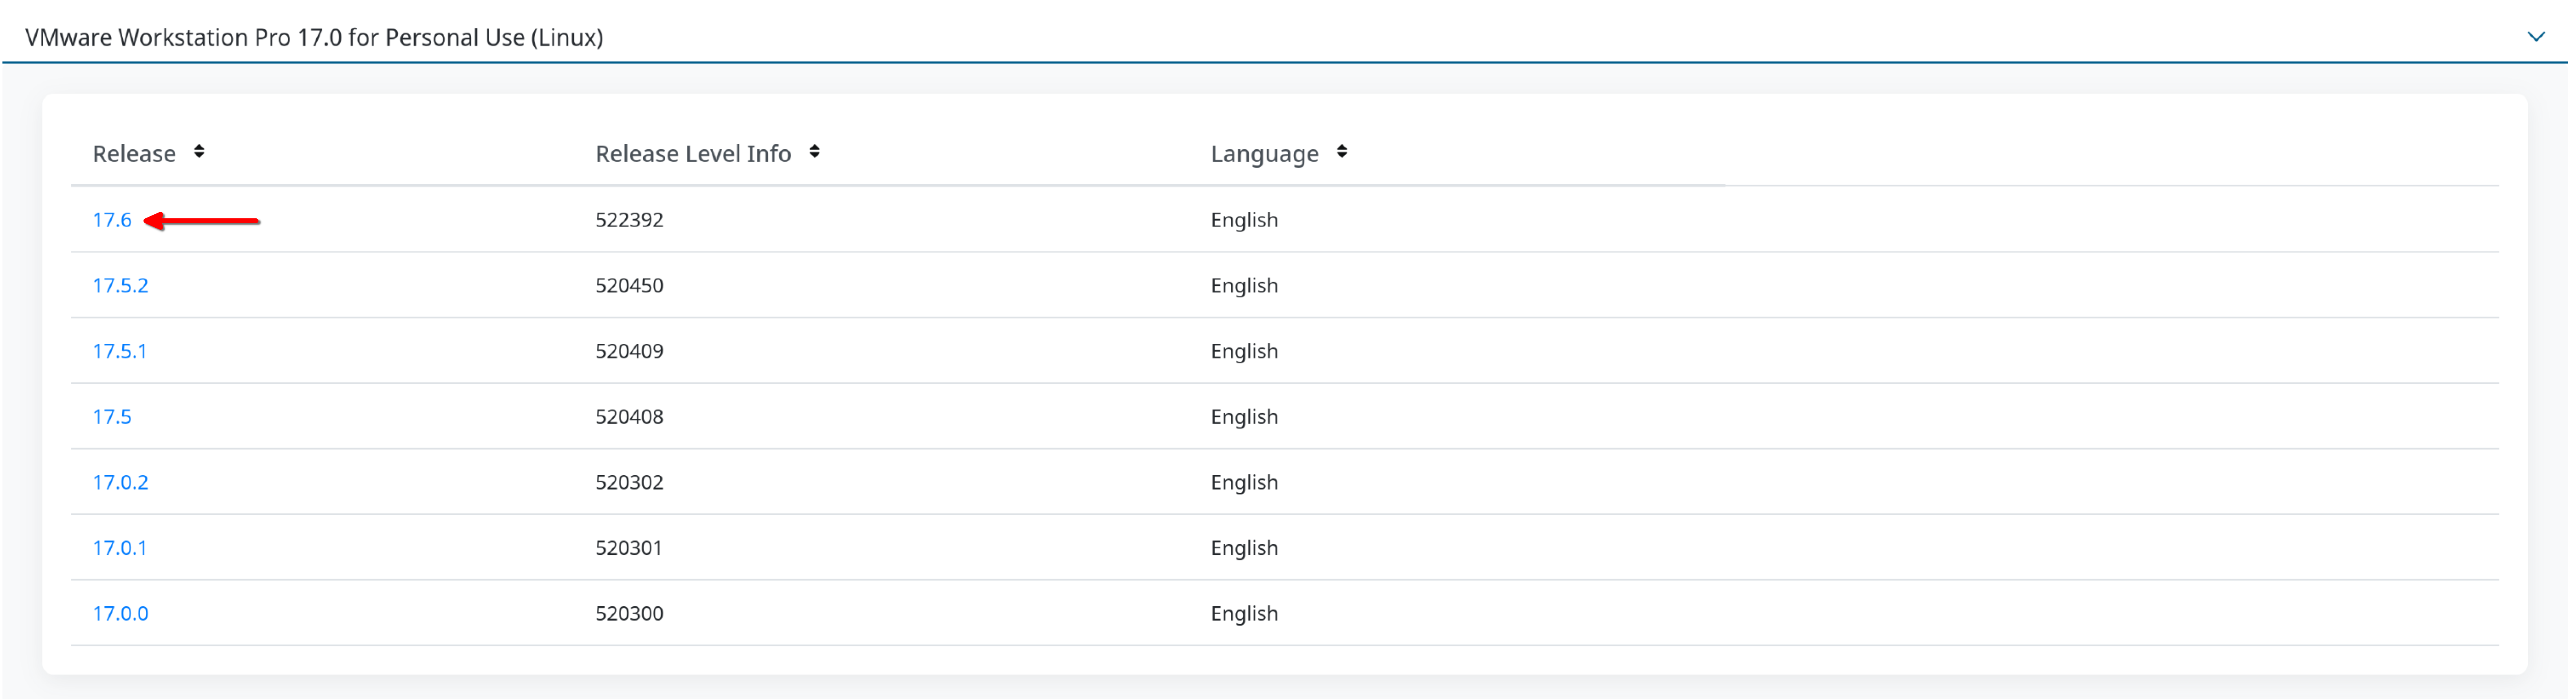 VMware Workstation Pro 17.0 for Personal Use (Linux)
Release Release Level Info Language
17.6 522392 English
17.5.2 520450 English
17.5.1 520409 English
17.5 520408 English
17.0.2 520302 English
17.0.1 520301 English
17.0.0 520300 English